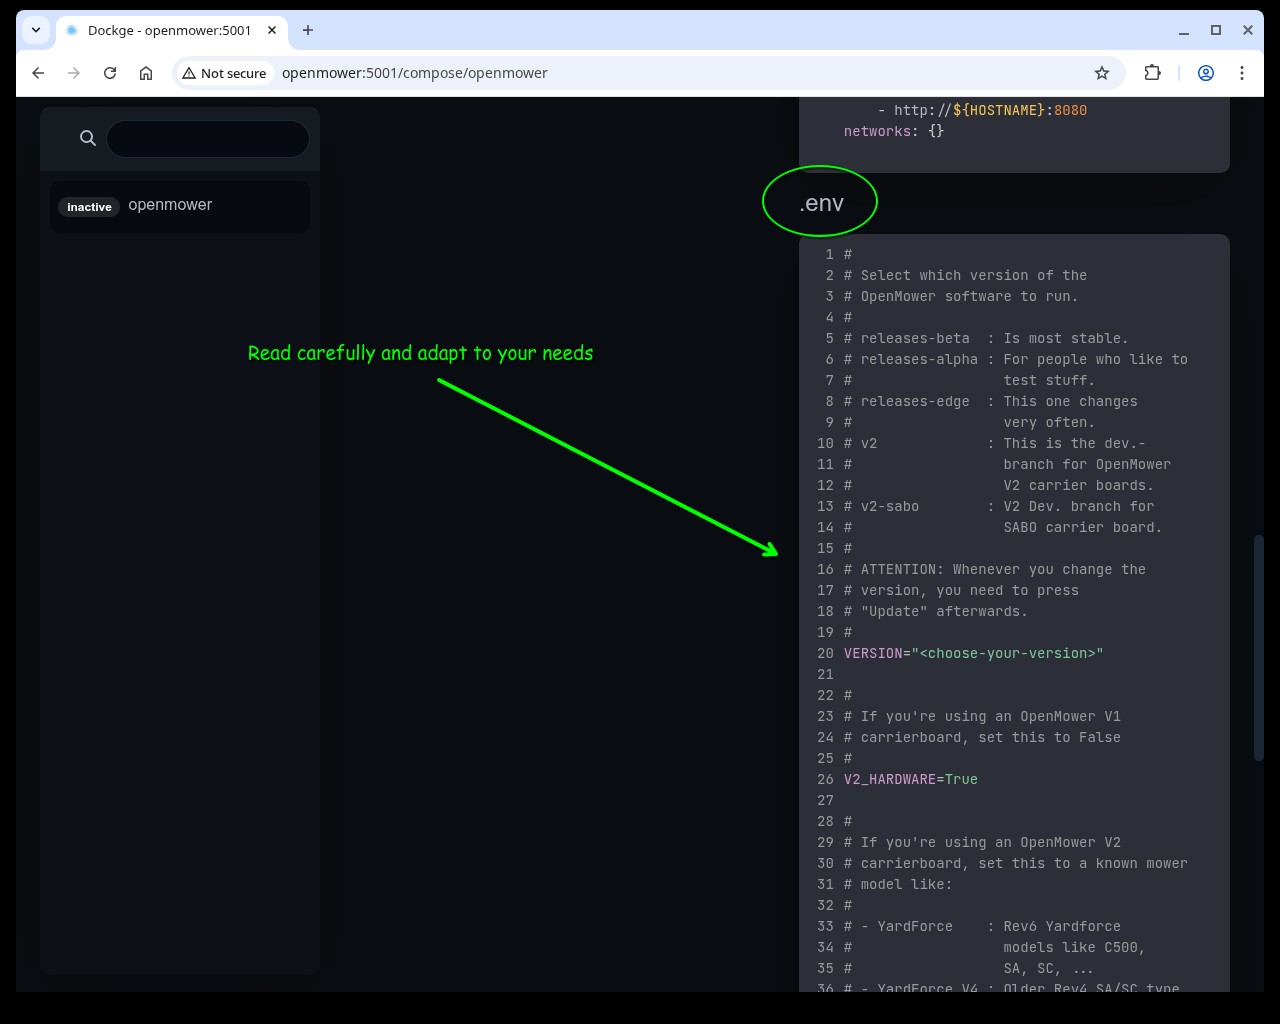 Dockge - openmower:5001
Not secure
openmower:5001/compose/openmower
inactive
openmower
Read carefully and adapt to your needs
- http://${HOSTNAME}:8080
networks: {}
.env
1 #
2 # Select which version of the
3 # OpenMower software to run.
4 #
5 # releases-beta  : Is most stable.
6 # releases-alpha : For people who like to
7 #                  test stuff.
8 # releases-edge  : This one changes
9 #                  very often.
10 # v2             : This is the dev.-
11 #                  branch for OpenMower
12 #                  V2 carrier boards.
13 # v2-sabo        : V2 Dev. branch for
14 #                  SABO carrier board.
15 #
16 # ATTENTION: Whenever you change the
17 # version, you need to press
18 # "Update" afterwards.
19 #
20 VERSION="<choose-your-version>"
21
22 #
23 # If you're using an OpenMower V1
24 # carrierboard, set this to False
25 #
26 V2_HARDWARE=True
27
28 #
29 # If you're using an OpenMower V2
30 # carrierboard, set this to a known mower
31 # model like:
32 #
33 # - YardForce    : Rev6 Yardforce
34 #                  models like C500,
35 #                  SA, SC, ...
36 # - YardForce V4 : Older Rev4 SA/SC type